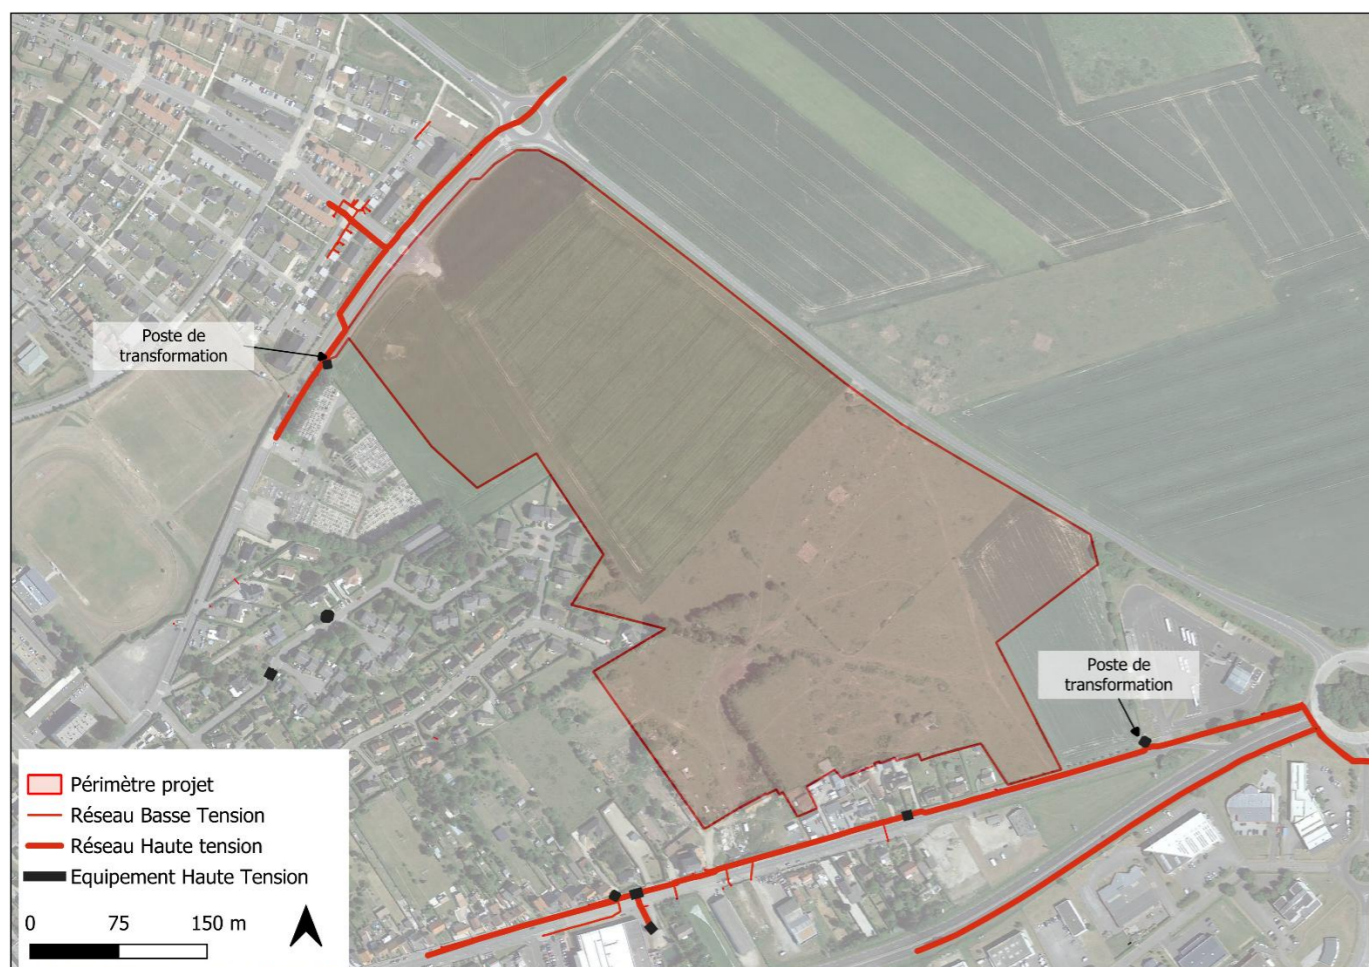 Poste de
transformation
Poste de
transformation
Périmètre projet
Réseau Basse Tension
Réseau Haute tension
Equipement Haute Tension
0 75 150 m